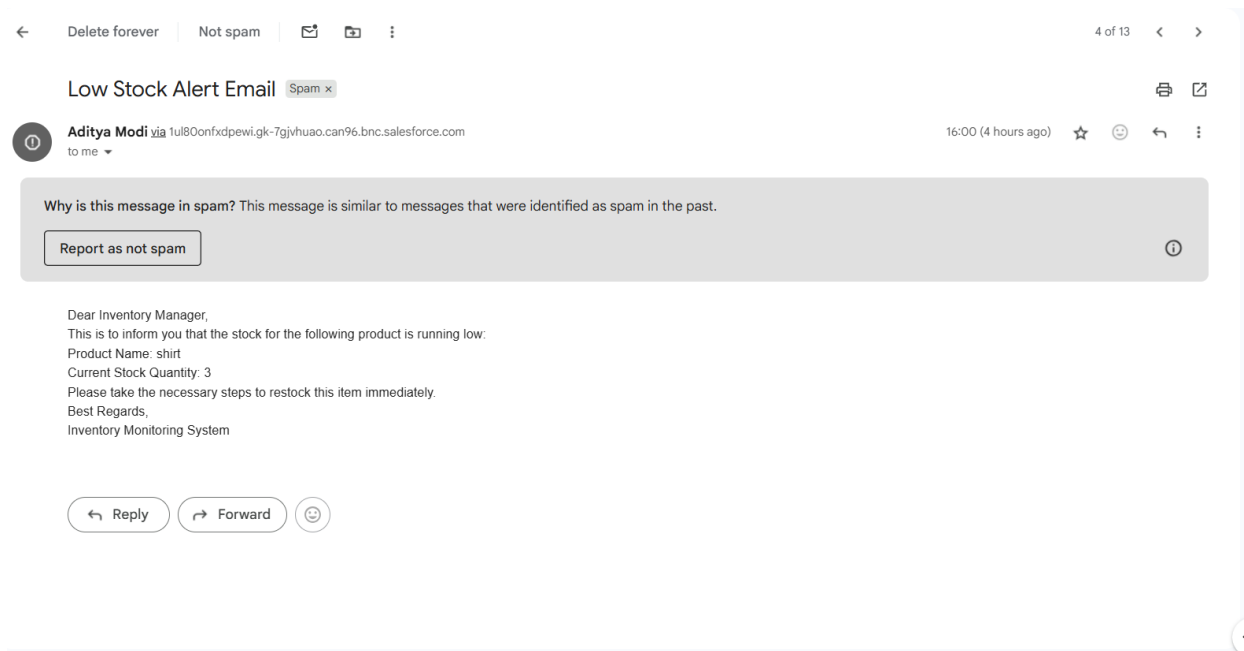 Delete forever Not spam 4 of 13
Low Stock Alert Email Spam ×
Aditya Modi via 1ul80onfxdpewi.gk-7gjvhuao.can96.bnc.salesforce.com 16:00 (4 hours ago)
to me
Why is this message in spam? This message is similar to messages that were identified as spam in the past.
Report as not spam
Dear Inventory Manager,
This is to inform you that the stock for the following product is running low:
Product Name: shirt
Current Stock Quantity: 3
Please take the necessary steps to restock this item immediately.
Best Regards,
Inventory Monitoring System
Reply Forward